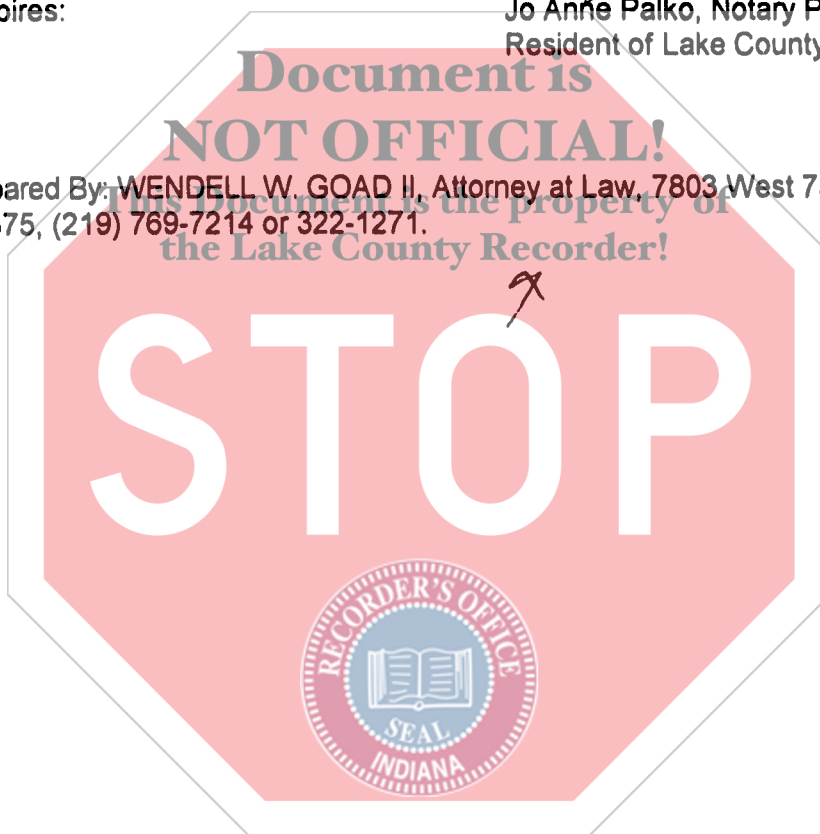 pires:
Jo Anne Palko, Notary P
Resident of Lake County
Document is
NOT OFFICIAL!
pared By: WENDELL W. GOAD II, Attorney at Law, 7803 West 7
This Document is the property of
-75, (219) 769-7214 or 322-1271.
the Lake County Recorder!
STOP
RECORDER'S OFFICE
SEAL
INDIANA